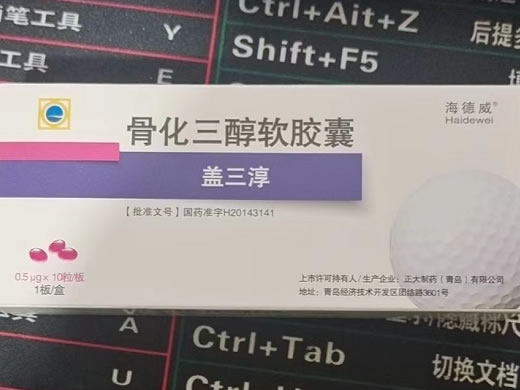 笔工具
Y
Ctrl+Alt+Z
后提
工具
E
Shift+F5
海德威®
Haidewei
骨化三醇软胶囊
盖三淳
【批准文号】国药准字H20143141
0.5μg×10粒/板
1板/盒
上市许可持有人/生产企业：正大制药（青岛）有限公司
地址：青岛经济技术开发区团结路3601号
A
U
Ctrl+Tab
切换文档